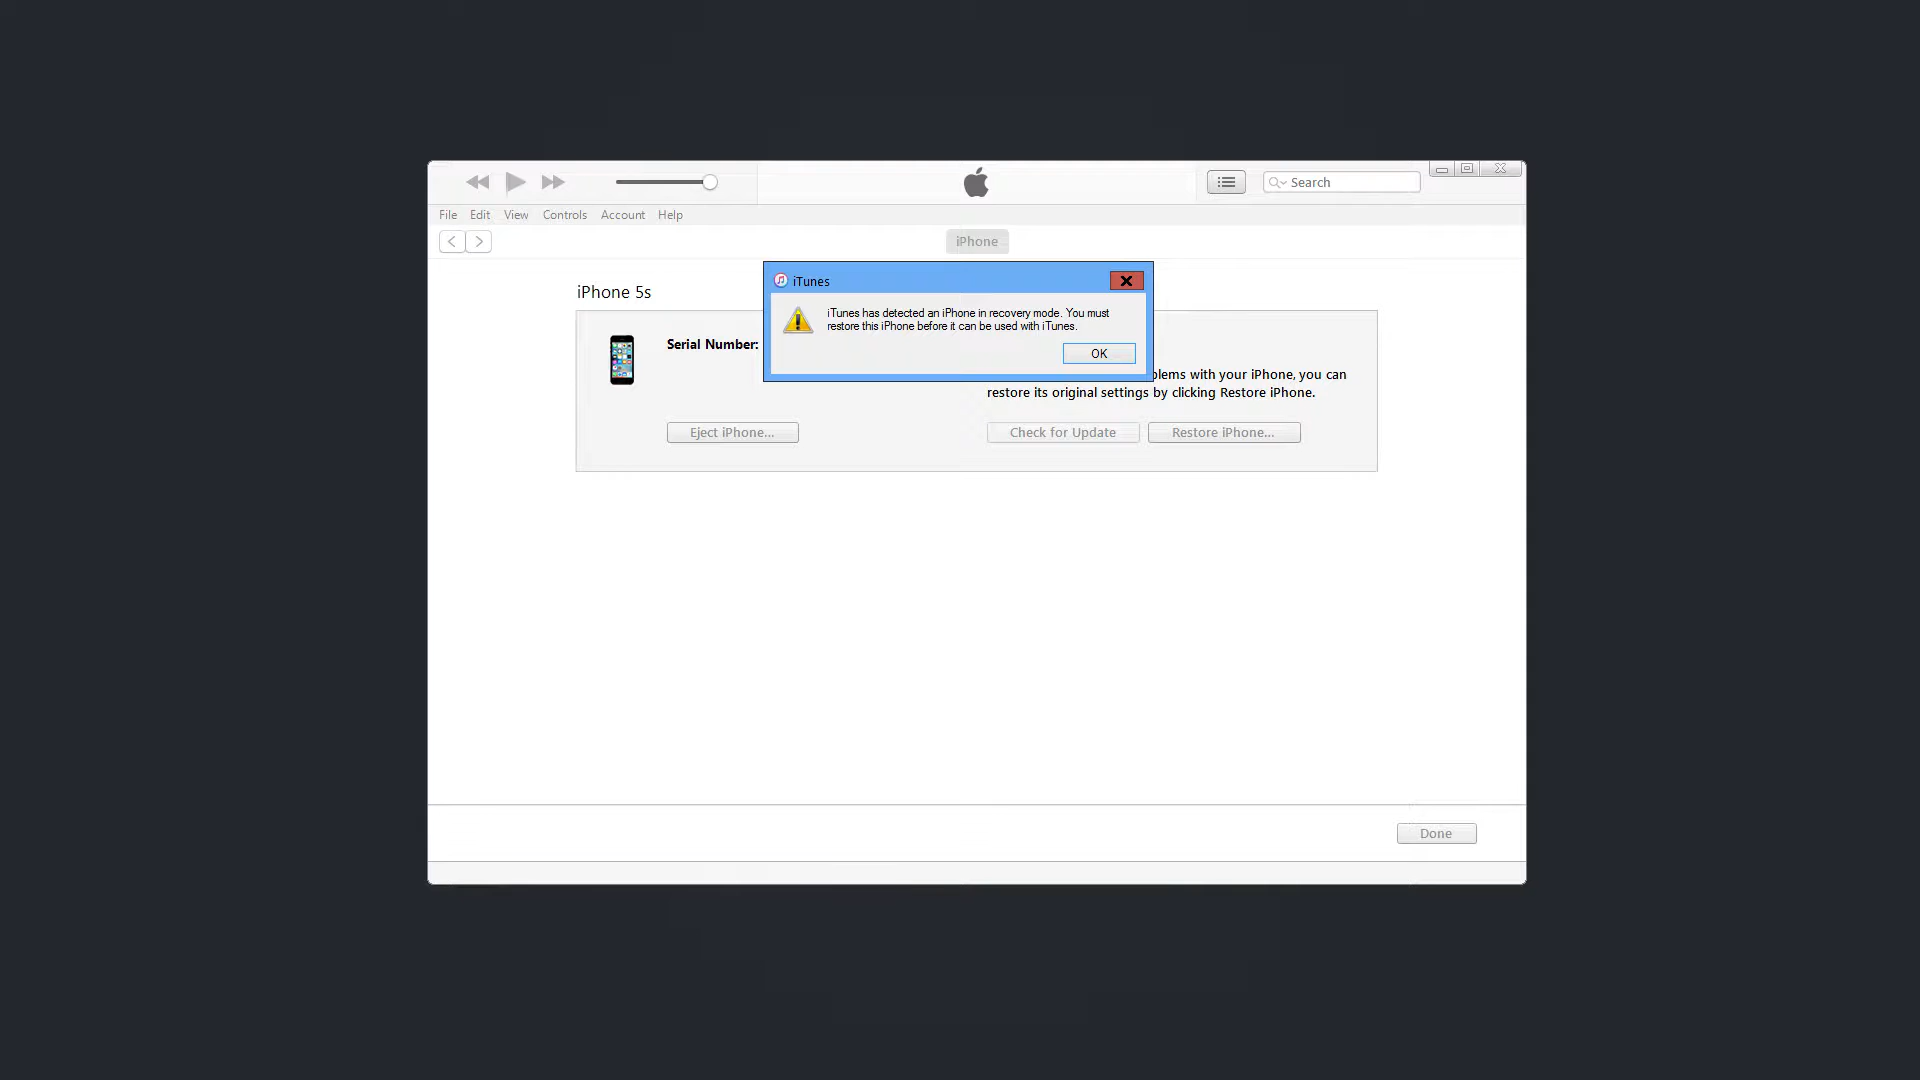 Search
File Edit View Controls Account Help
iPhone
iTunes
iPhone 5s
iTunes has detected an iPhone in recovery mode. You must
restore this iPhone before it can be used with iTunes.
Serial Number:
OK
blems with your iPhone, you can
restore its original settings by clicking Restore iPhone.
Eject iPhone...
Check for Update
Restore iPhone...
Done